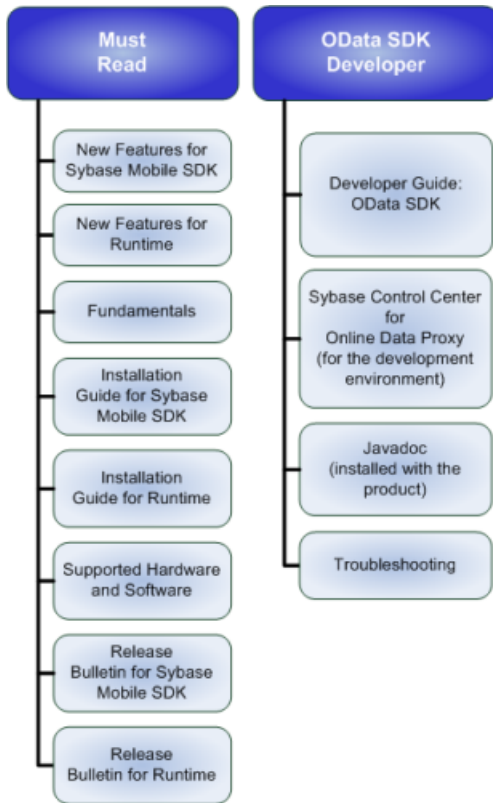 Must
Read
New Features for
Sybase Mobile SDK
New Features for
Runtime
Fundamentals
Installation
Guide for Sybase
Mobile SDK
Installation
Guide for Runtime
Supported Hardware
and Software
Release
Bulletin for Sybase
Mobile SDK
Release
Bulletin for Runtime
OData SDK
Developer
Developer Guide:
OData SDK
Sybase Control Center
for
Online Data Proxy
(for the development
environment)
Javadoc
(installed with the
product)
Troubleshooting